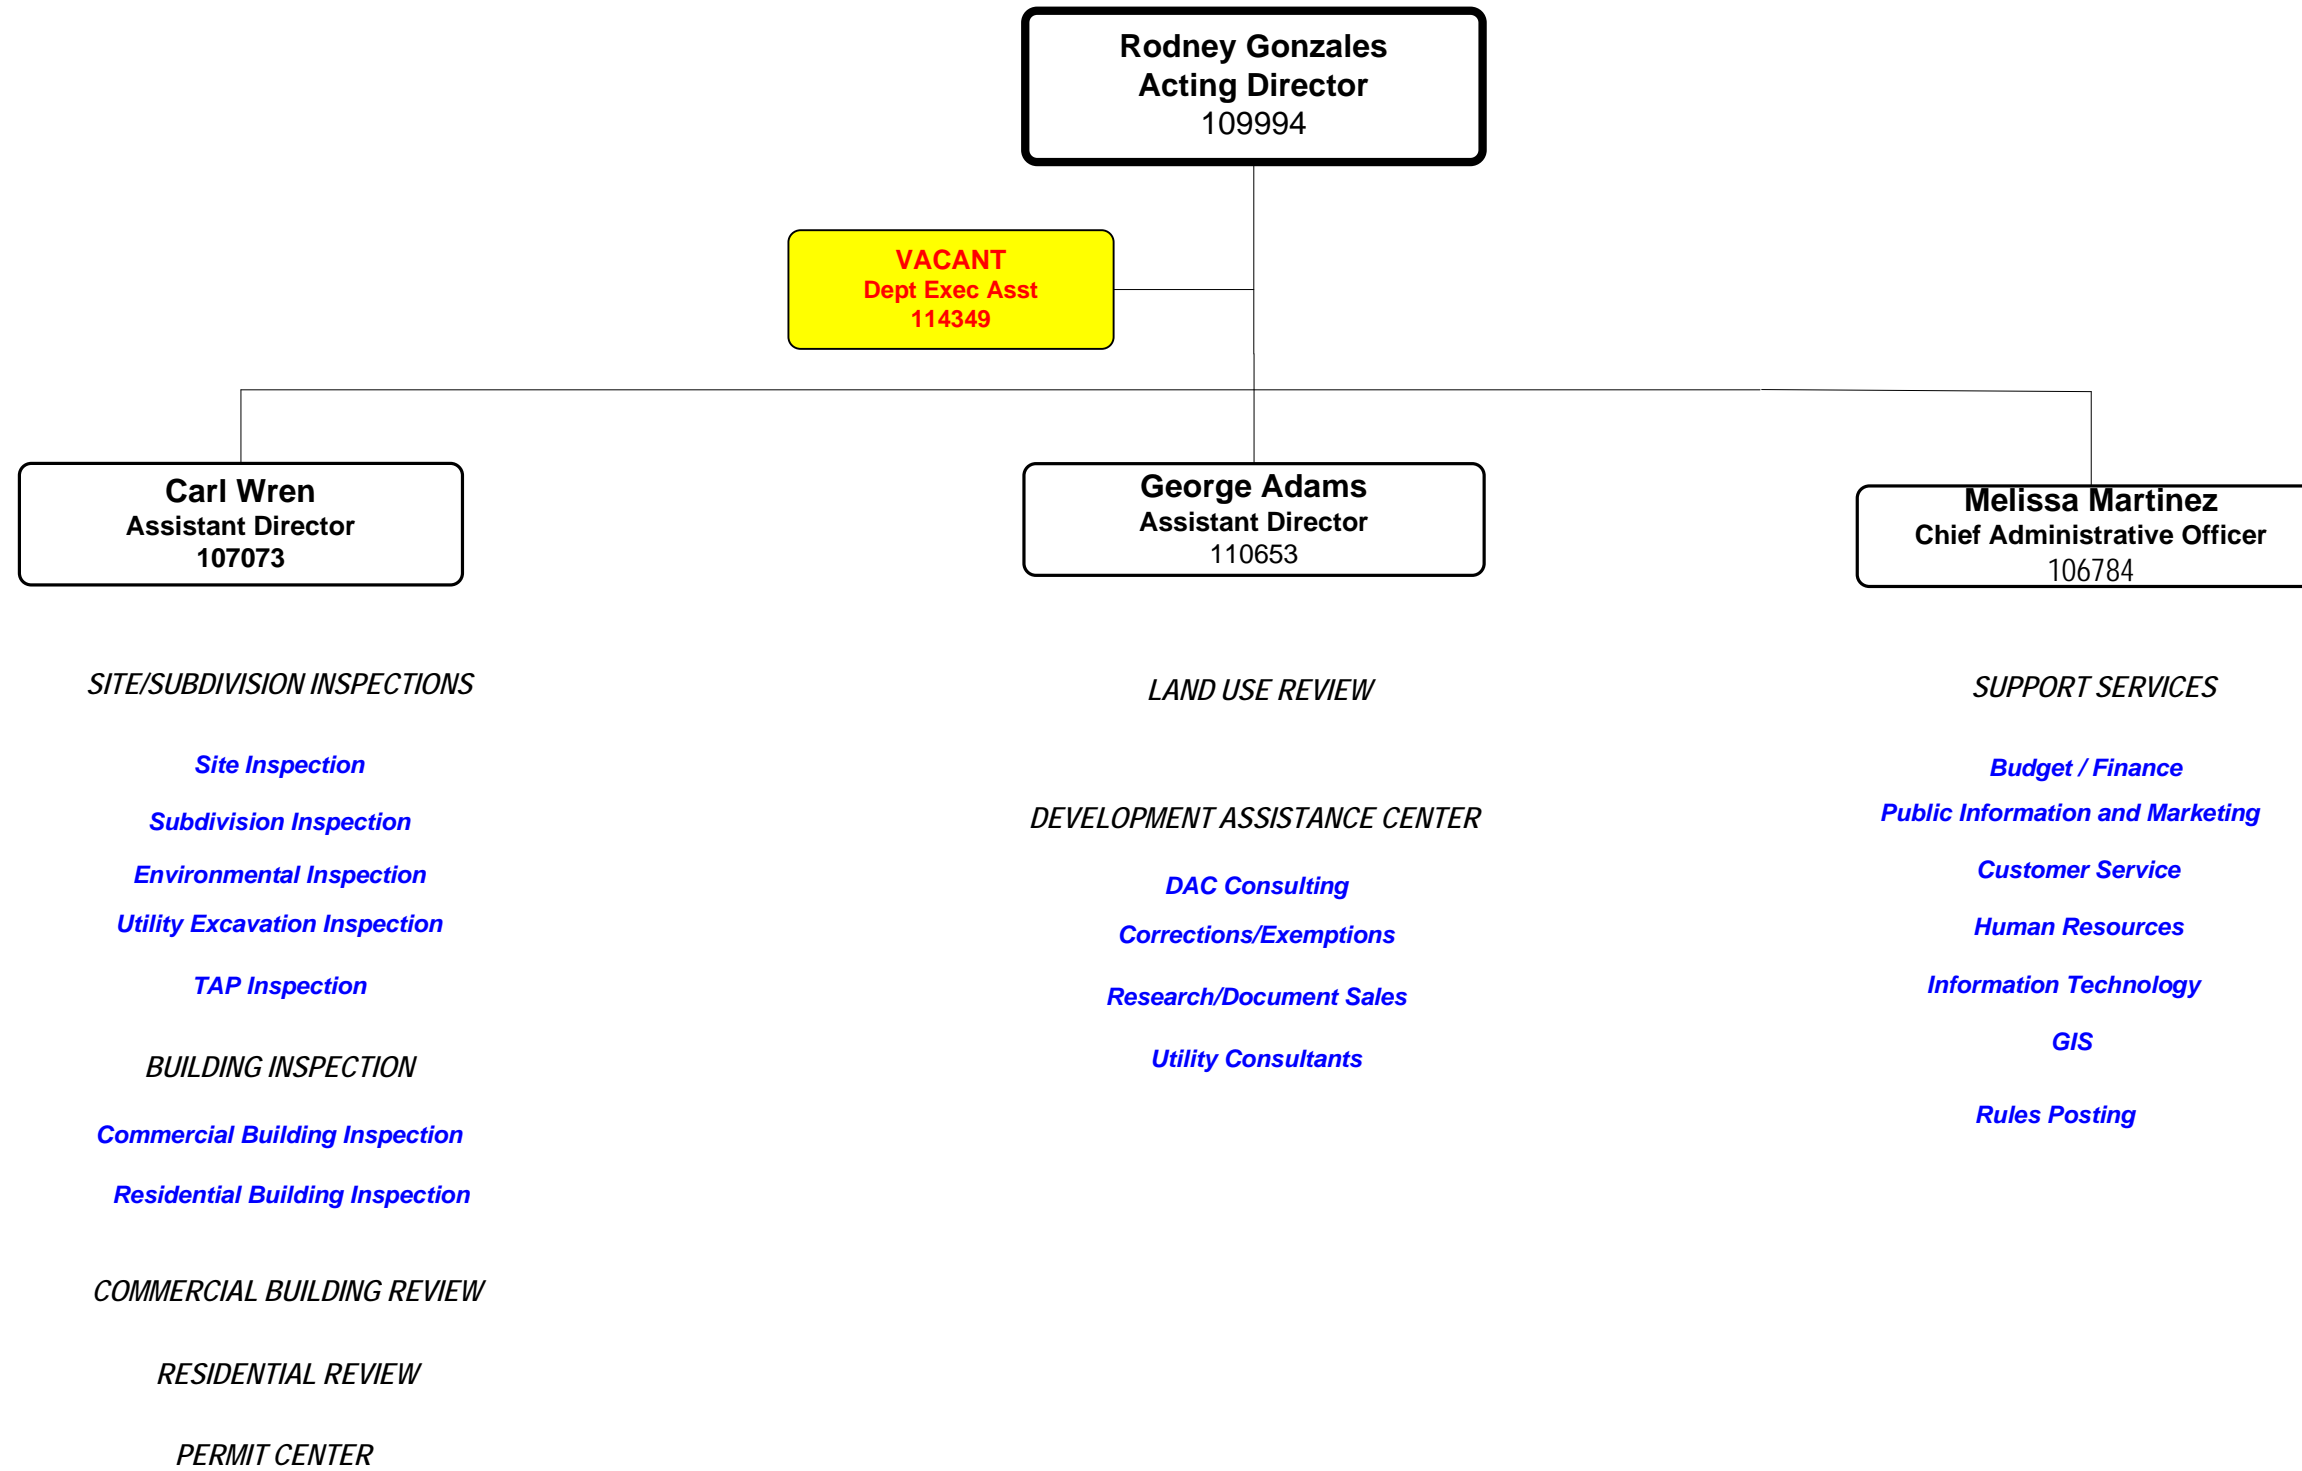 Rodney Gonzales
Acting Director
109994
VACANT
Dept Exec Asst
114349
Carl Wren
Assistant Director
107073
George Adams
Assistant Director
110653
Melissa Martinez
Chief Administrative Officer
106784
SITE/SUBDIVISION INSPECTIONS
Site Inspection
Subdivision Inspection
Environmental Inspection
Utility Excavation Inspection
TAP Inspection
BUILDING INSPECTION
Commercial Building Inspection
Residential Building Inspection
COMMERCIAL BUILDING REVIEW
RESIDENTIAL REVIEW
PERMIT CENTER
LAND USE REVIEW
DEVELOPMENT ASSISTANCE CENTER
DAC Consulting
Corrections/Exemptions
Research/Document Sales
Utility Consultants
SUPPORT SERVICES
Budget / Finance
Public Information and Marketing
Customer Service
Human Resources
Information Technology
GIS
Rules Posting